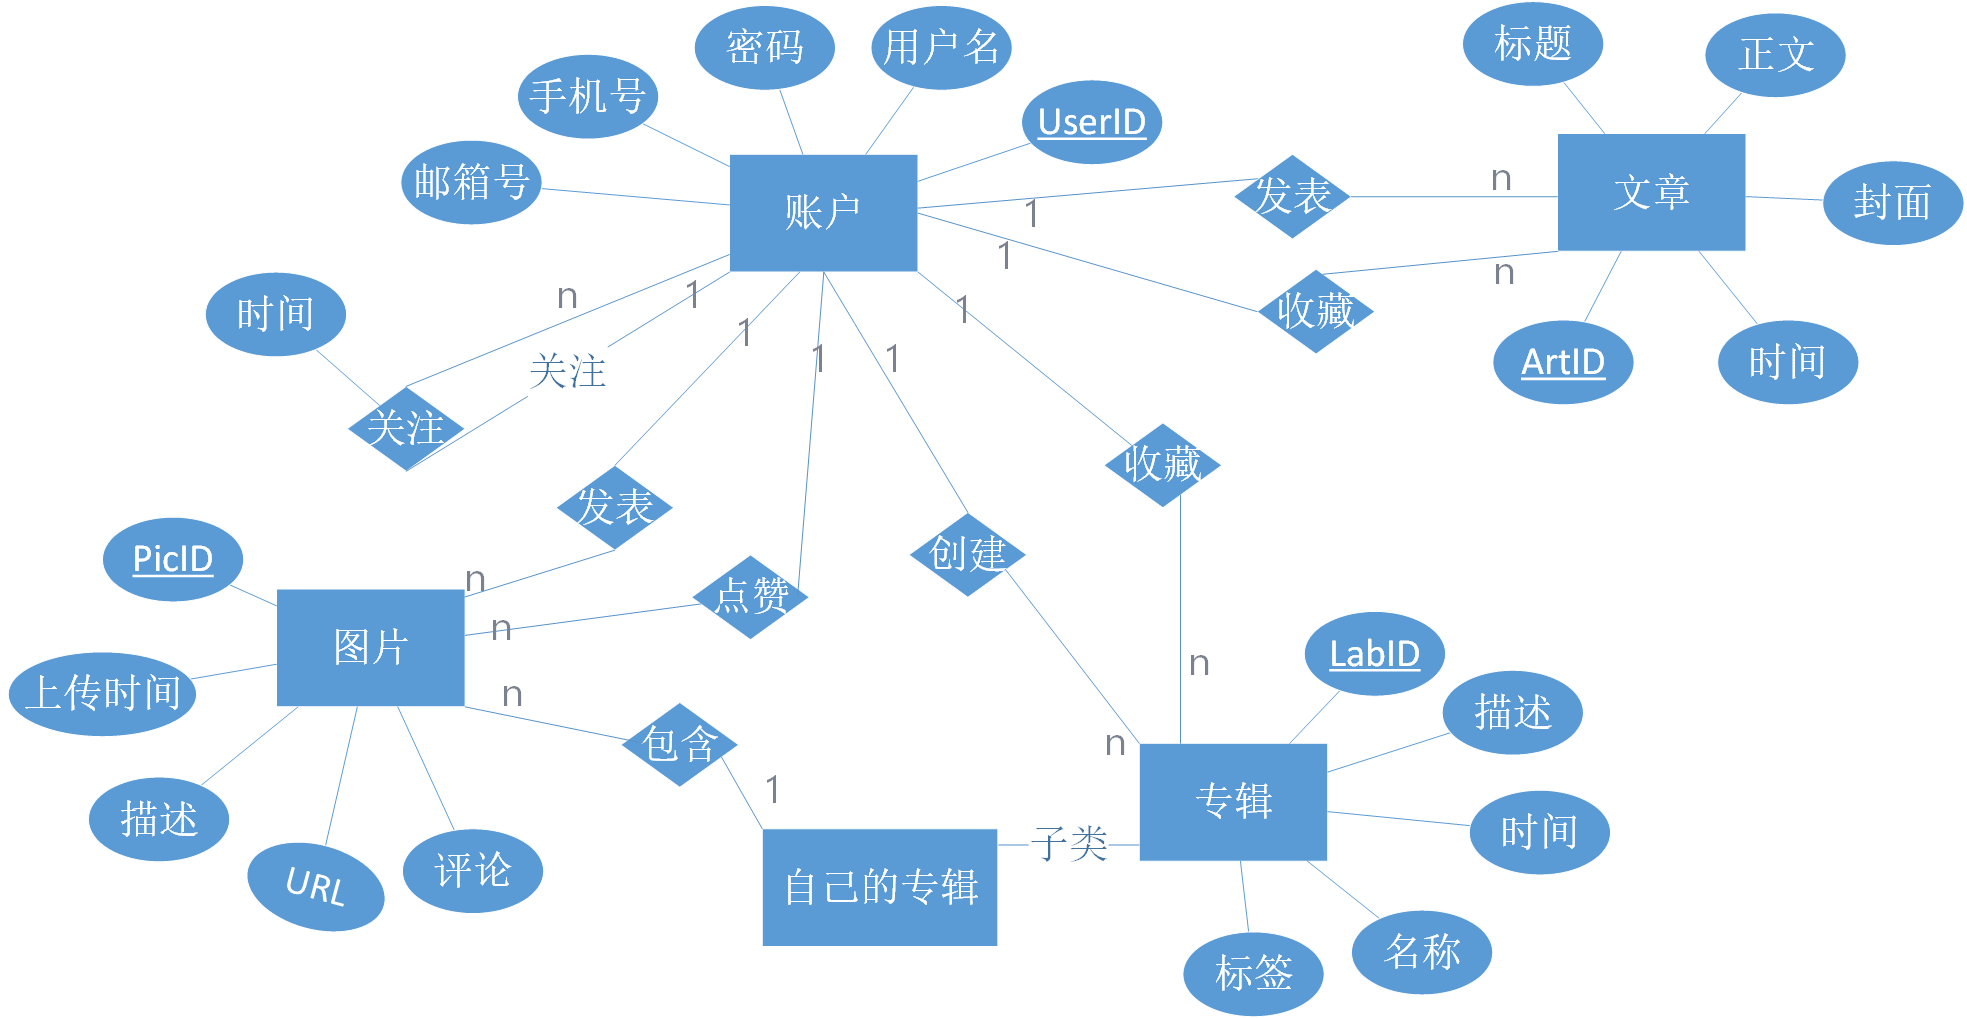 密码
用户名
标题
正文
手机号
UserID
邮箱号
账户
发表
n
文章
封面
1
1
n
收藏
时间
n
1
1
1
1
1
关注
关注
ArtID
时间
收藏
发表
PicID
n
点赞
创建
n
图片
上传时间
n
包含
n
n
LabID
描述
1
专辑
时间
描述
URL
评论
自己的专辑
子类
标签
名称